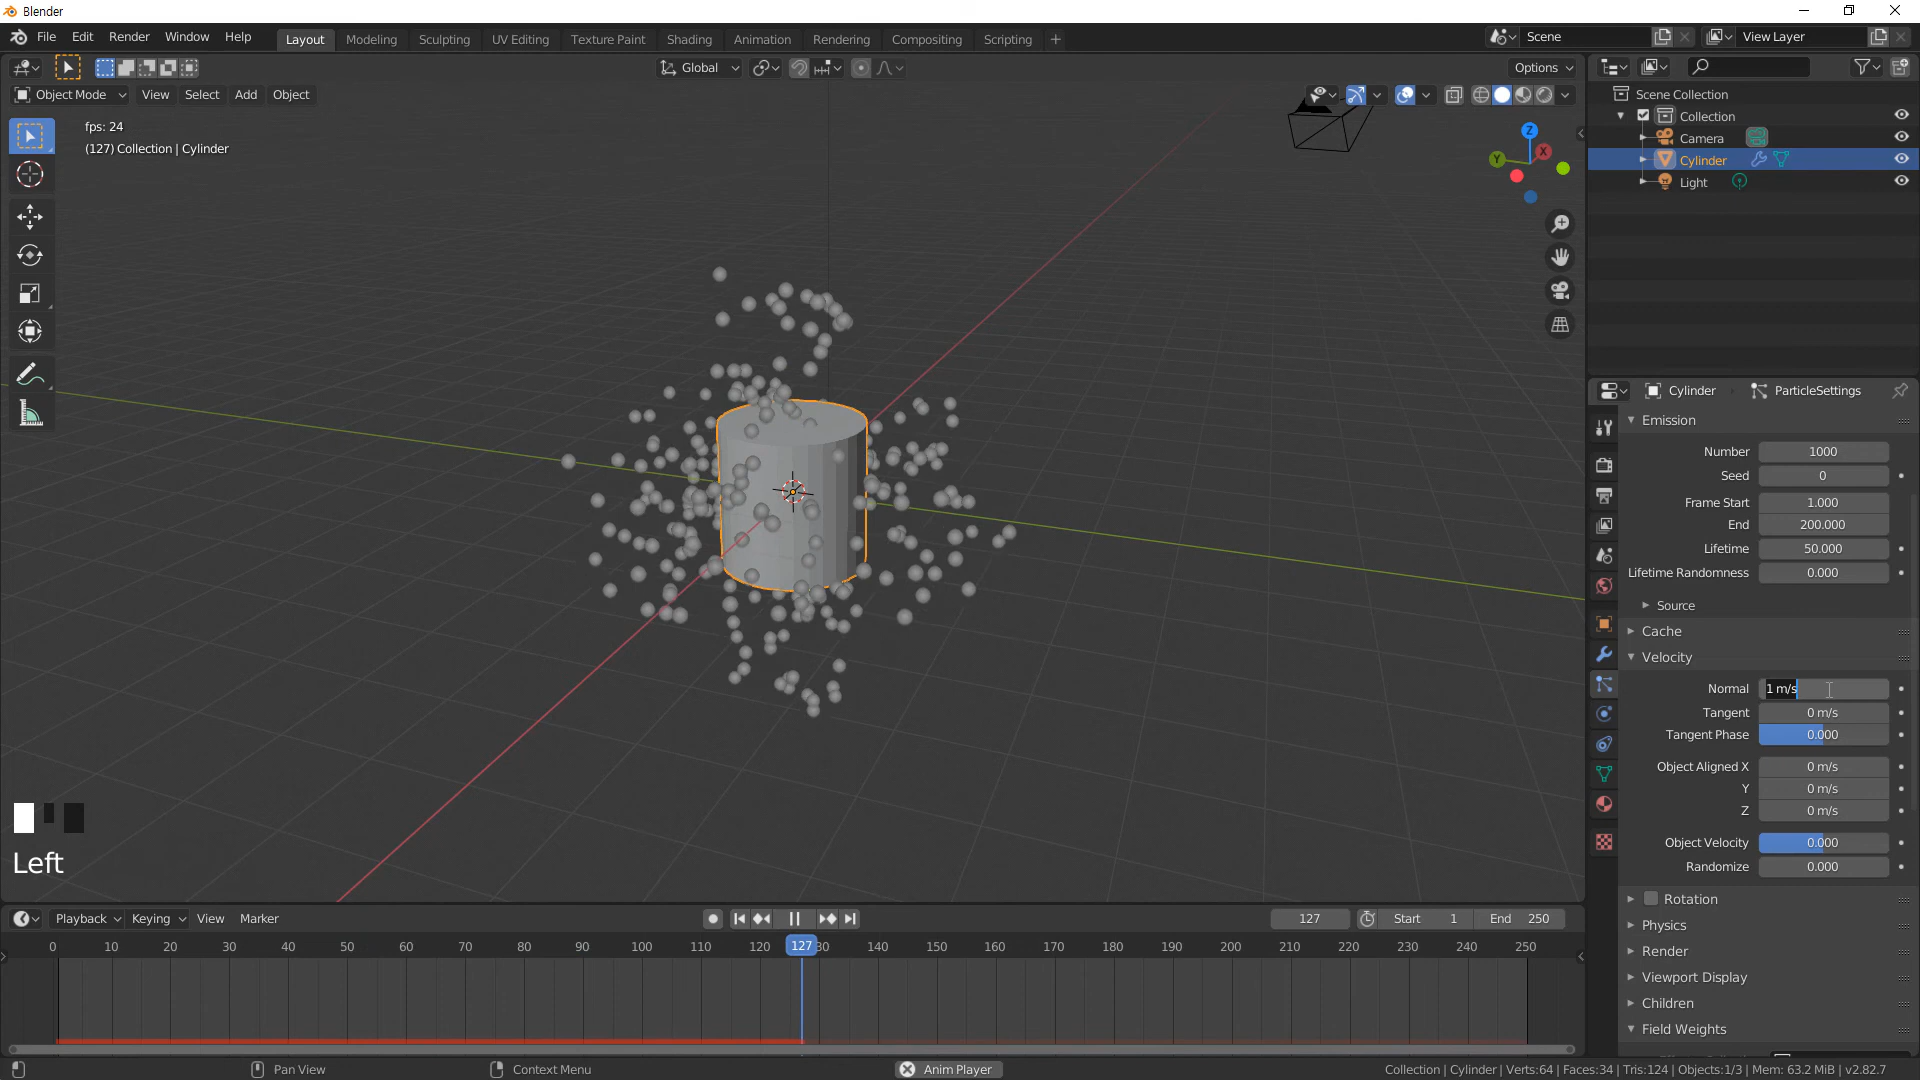 Blender
File Edit Render Window Help
Layout Modeling Sculpting UV Editing Texture Paint Shading Animation Rendering Compositing Scripting +
Scene
View Layer
Global
Options
Object Mode View Select Add Object
fps: 24
(127) Collection | Cylinder
Z
Y
X
Scene Collection
Collection
Camera
Cylinder
Light
Cylinder ParticleSettings
Emission
Number 1000
Seed 0
Frame Start 1.000
End 200.000
Lifetime 50.000
Lifetime Randomness 0.000
Source
Cache
Velocity
Normal 1 m/s
Tangent 0 m/s
Tangent Phase 0.000
Object Aligned X 0 m/s
Y 0 m/s
Z 0 m/s
Object Velocity 0.000
Randomize 0.000
Rotation
Physics
Render
Viewport Display
Children
Field Weights
Left
Playback Keying View Marker
127 Start 1 End 250
0 10 20 30 40 50 60 70 80 90 100 110 120 127 30 140 150 160 170 180 190 200 210 220 230 240 250
Pan View Context Menu Anim Player
Collection | Cylinder | Verts:64 | Faces:34 | Tris:124 | Objects:1/3 | Mem: 63.2 MiB | v2.82.7